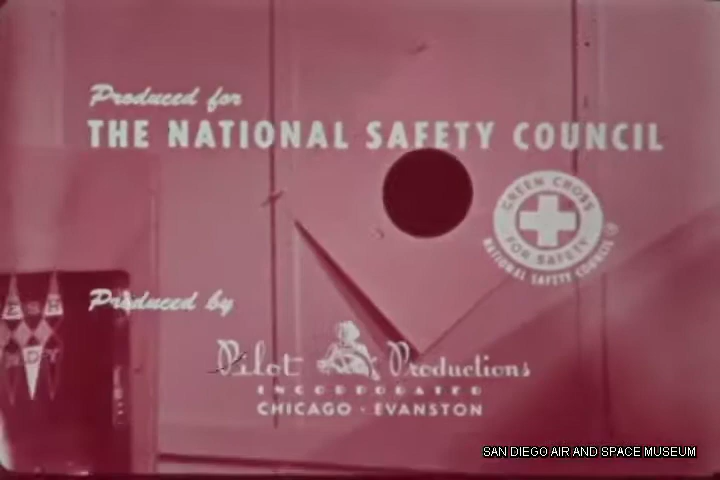 Produced for
THE NATIONAL SAFETY COUNCIL
GREEN CROSS
FOR SAFETY
NATIONAL SAFETY COUNCIL
Produced by
Pilot Productions
INCORPORATED
CHICAGO · EVANSTON
SAN DIEGO AIR AND SPACE MUSEUM